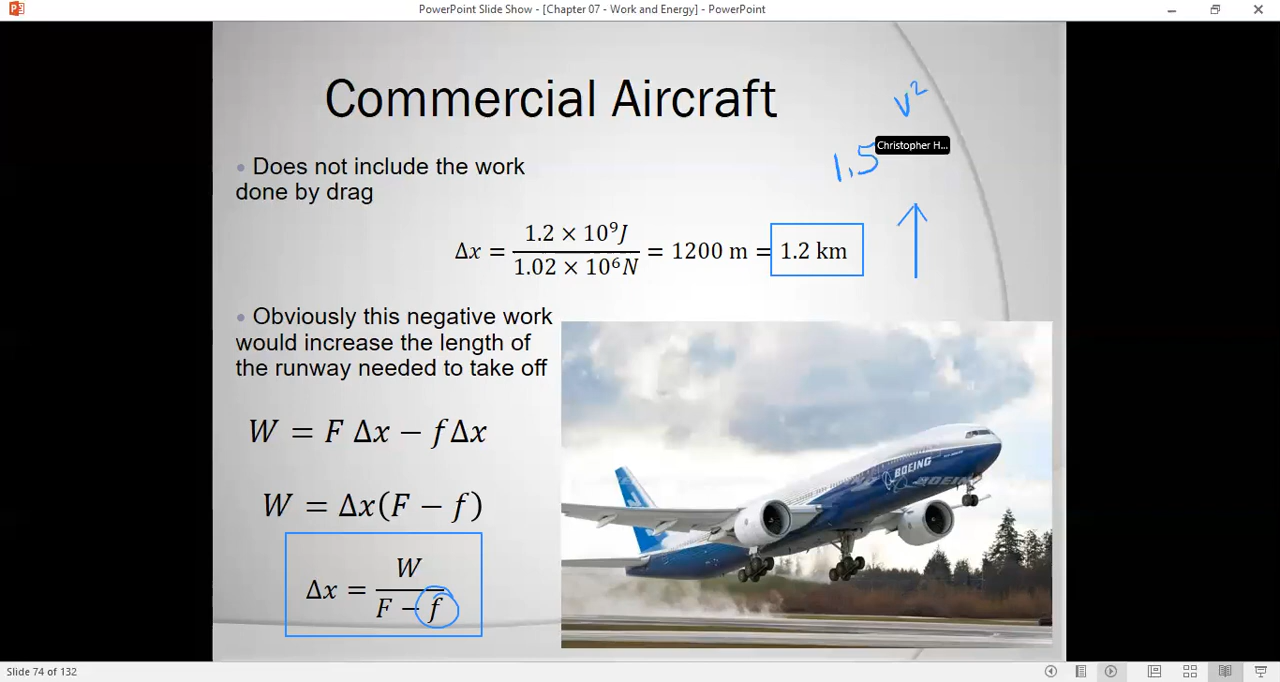 PowerPoint Slide Show - [Chapter 07 - Work and Energy] - PowerPoint
Commercial Aircraft
v²
Christopher H...
1.5
• Does not include the work
done by drag
Δx = 1.2 × 10⁹J / 1.02 × 10⁶N = 1200 m = 1.2 km
• Obviously this negative work
would increase the length of
the runway needed to take off
W = F Δx − fΔx
W = Δx(F − f)
Δx = W / F − f
BOEING
Slide 74 of 132